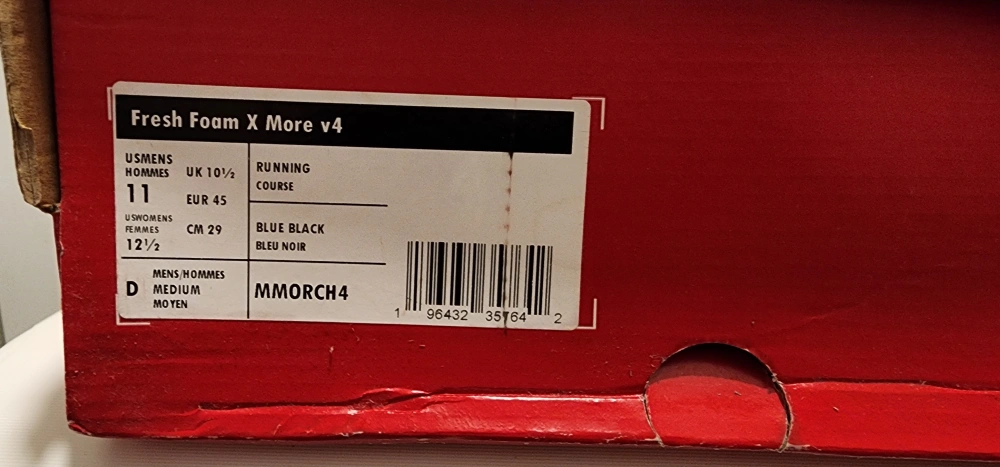 Fresh Foam X More v4
USMENS
HOMMES
11
UK 10½
EUR 45
USWOMENS
FEMMES
12½
CM 29
RUNNING
COURSE
BLUE BLACK
BLEU NOIR
D
MENS/HOMMES
MEDIUM
MOYEN
MMORCH4
1 96432 35764 2